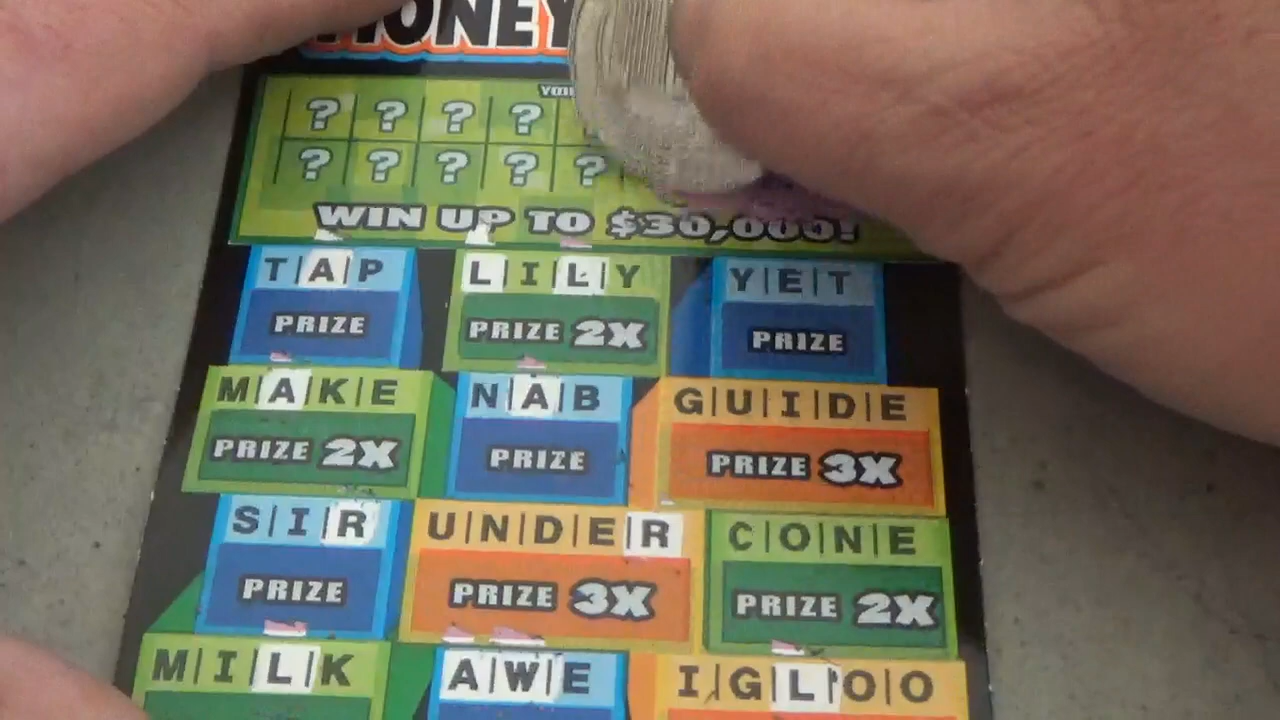 MONEY
? ? ? ?
? ? ? ? ?
WIN UP TO $30,000!
TAP LILY YET
PRIZE PRIZE 2X PRIZE
MAKE NAB GUIDE
PRIZE 2X PRIZE PRIZE 3X
SIR UNDER CONE
PRIZE PRIZE 3X PRIZE 2X
MILK AWE IGLOO